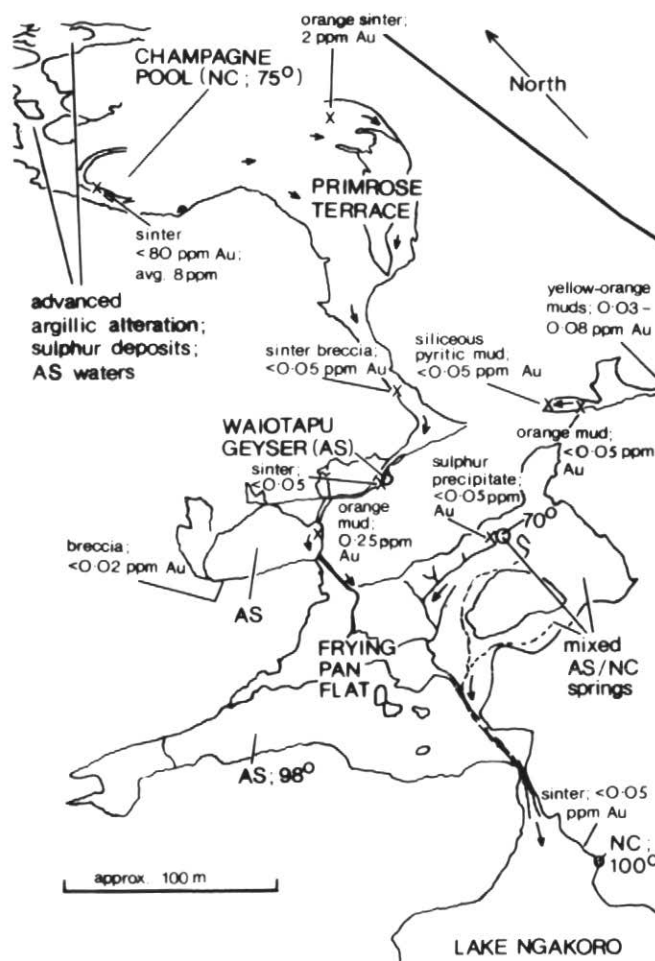 orange sinter;
2 ppm Au
CHAMPAGNE
POOL (NC; 75°)
North
PRIMROSE
TERRACE
sinter
<80 ppm Au;
avg. 8ppm
advanced
argillic alteration;
sulphur deposits;
AS waters
yellow-orange
muds; 0·03-
0·08 ppm Au
siliceous
pyritic mud;
<0·05 ppm Au
sinter breccia;
<0·05 ppm Au
orange mud;
<0·05 ppm
Au
WAIOTAPU
GEYSER (AS)
sinter;
<0·05
sulphur
precipitate;
<0·05 ppm
Au
70°
orange
mud;
0·25ppm
Au
breccia;
<0·02 ppm Au
AS
mixed
AS/NC
springs
FRYING
PAN
FLAT
AS; 98°
sinter; <0·05
ppm Au
NC;
100°
approx. 100 m
LAKE NGAKORO